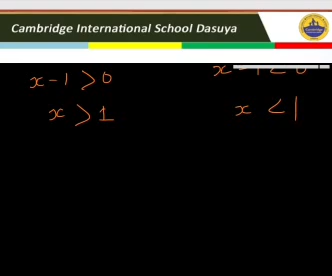 Cambridge International School Dasuya
x - 1 > 0
x > 1
x < 1